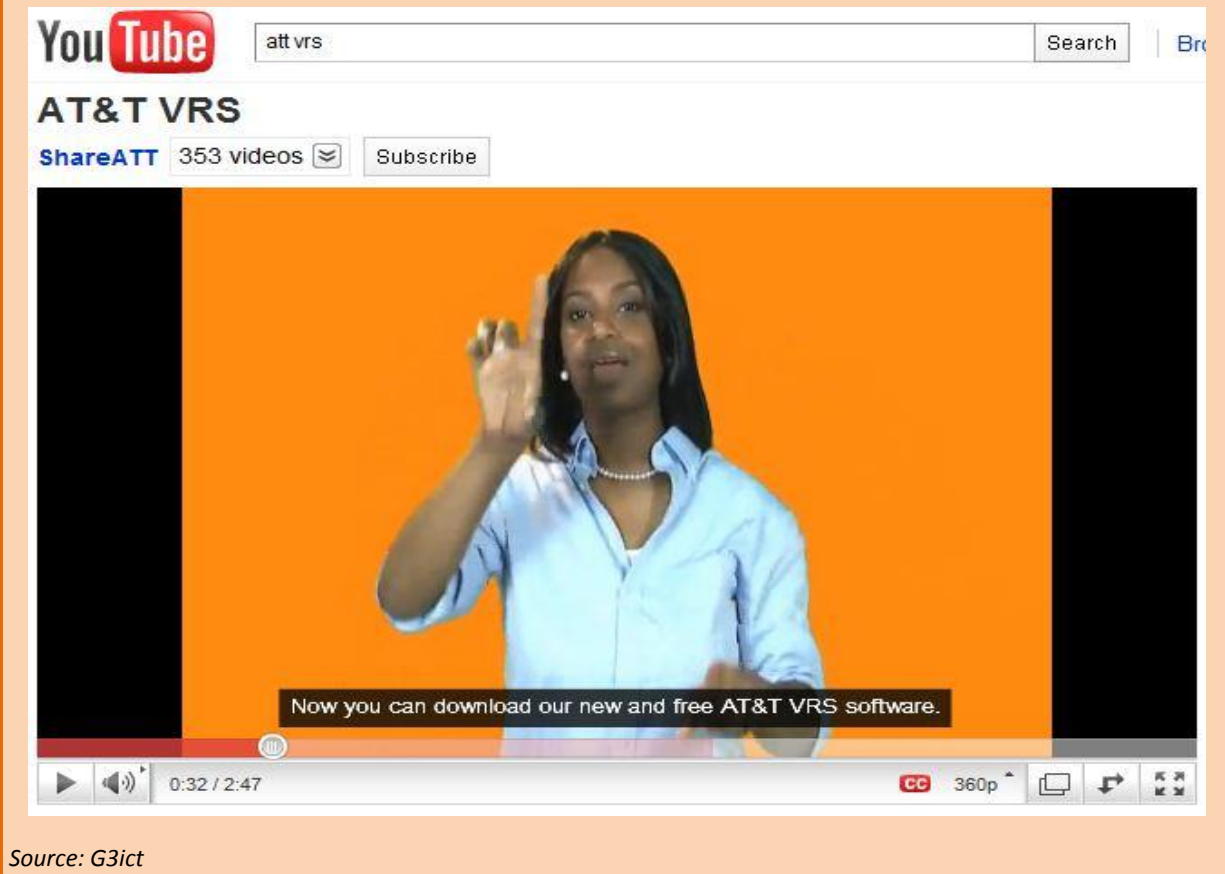 YouTube att vrs Search Bro
AT&T VRS
ShareATT 353 videos Subscribe
Now you can download our new and free AT&T VRS software.
0:32 / 2:47 CC 360p
Source: G3ict